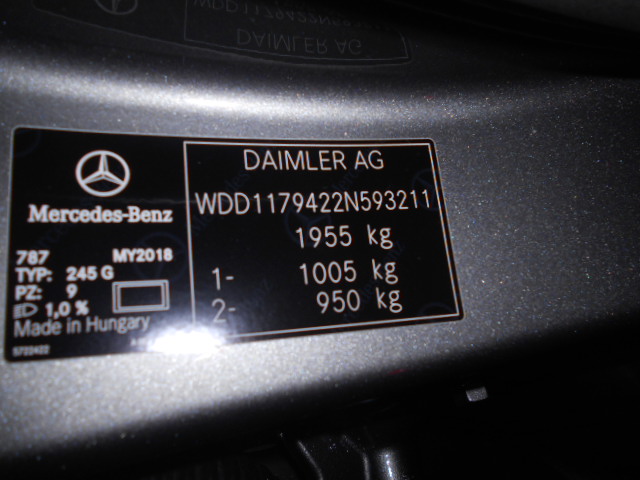 DAIMLER AG
Mercedes-Benz
WDD1179422N593211
1955 kg
787 MY2018
TYP: 245 G
PZ: 9
1,0 %
1- 1005 kg
2- 950 kg
Made in Hungary
5722422